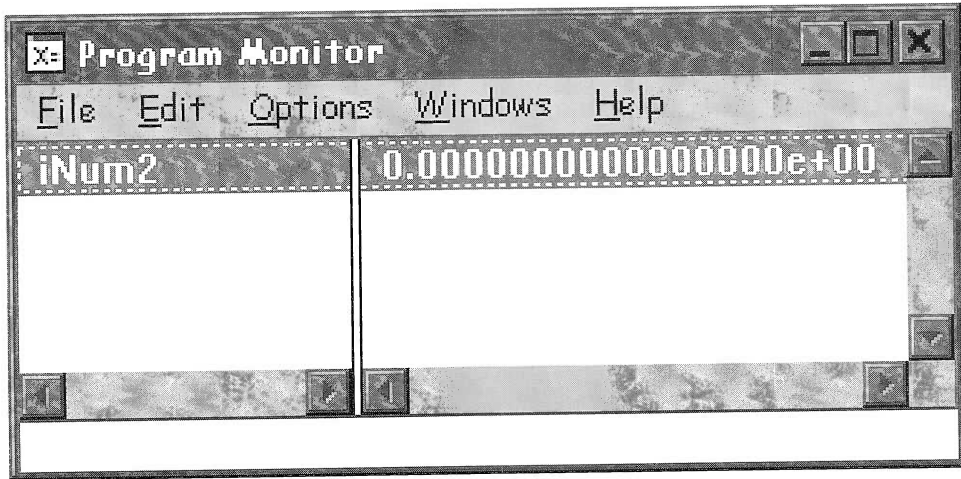 X= Program Monitor
File Edit Options Windows Help
iNum2 0.0000000000000000e+00